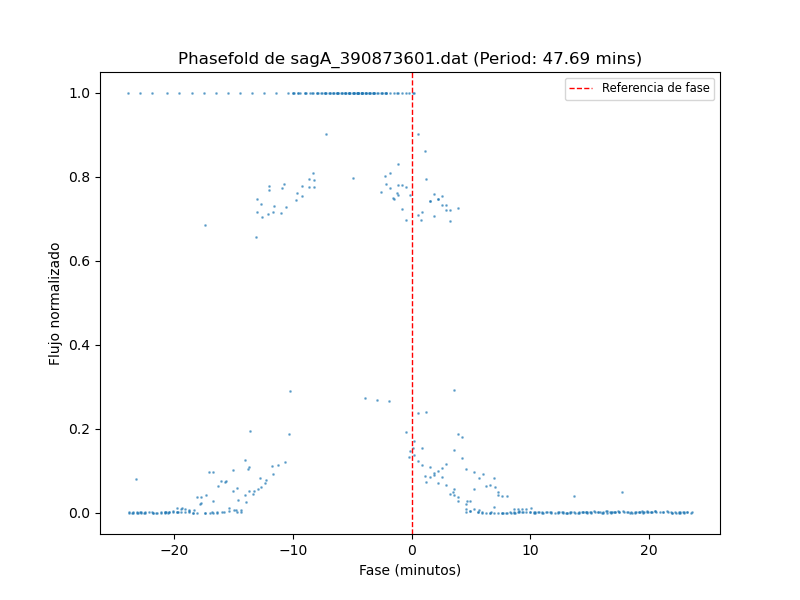 Phasefold de sagA_390873601.dat (Period: 47.69 mins)
Referencia de fase
Flujo normalizado
1.0
0.8
0.6
0.4
0.2
0.0
−20
−10
0
10
20
Fase (minutos)